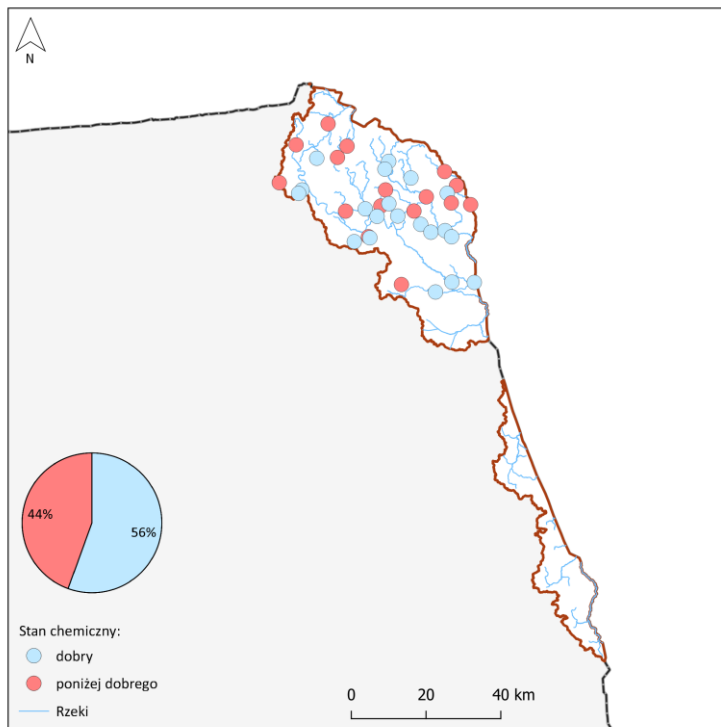 N
44%
56%
Stan chemiczny:
dobry
poniżej dobrego
Rzeki
0 20 40 km